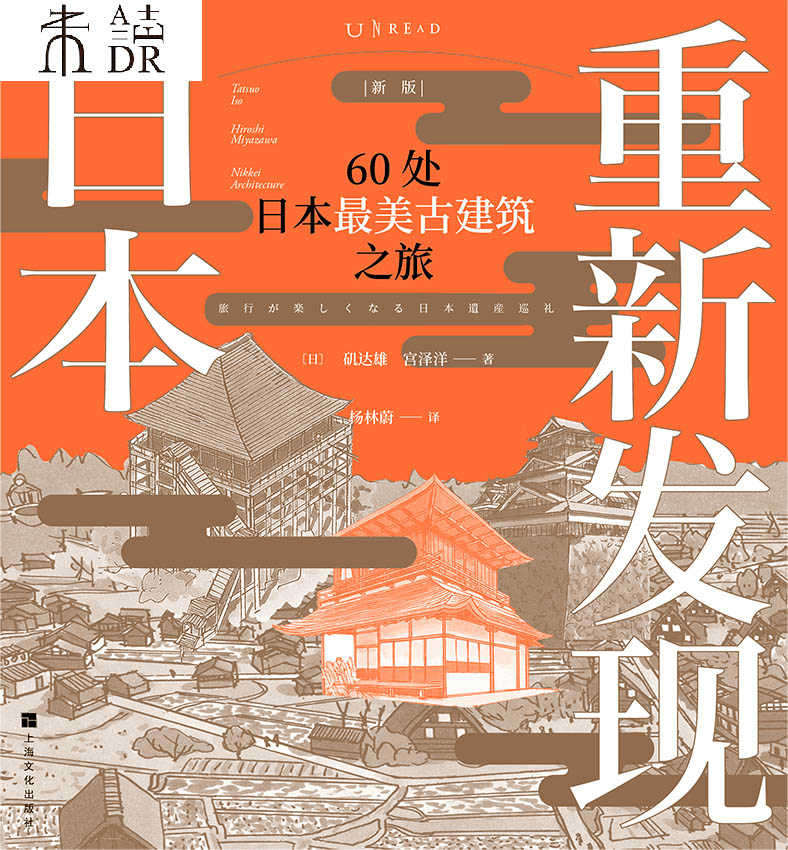 未 A
DR
UNREAD
重新发现
日本
Tatsuo
Iso
Hiroshi
Miyazawa
Nikkei
Architecture
|新 版|
60 处
日本最美古建筑
之旅
旅行が楽しくなる日本遺産巡礼
〔日〕 矶达雄 宫泽洋——著
杨林蔚——译
上海文化出版社